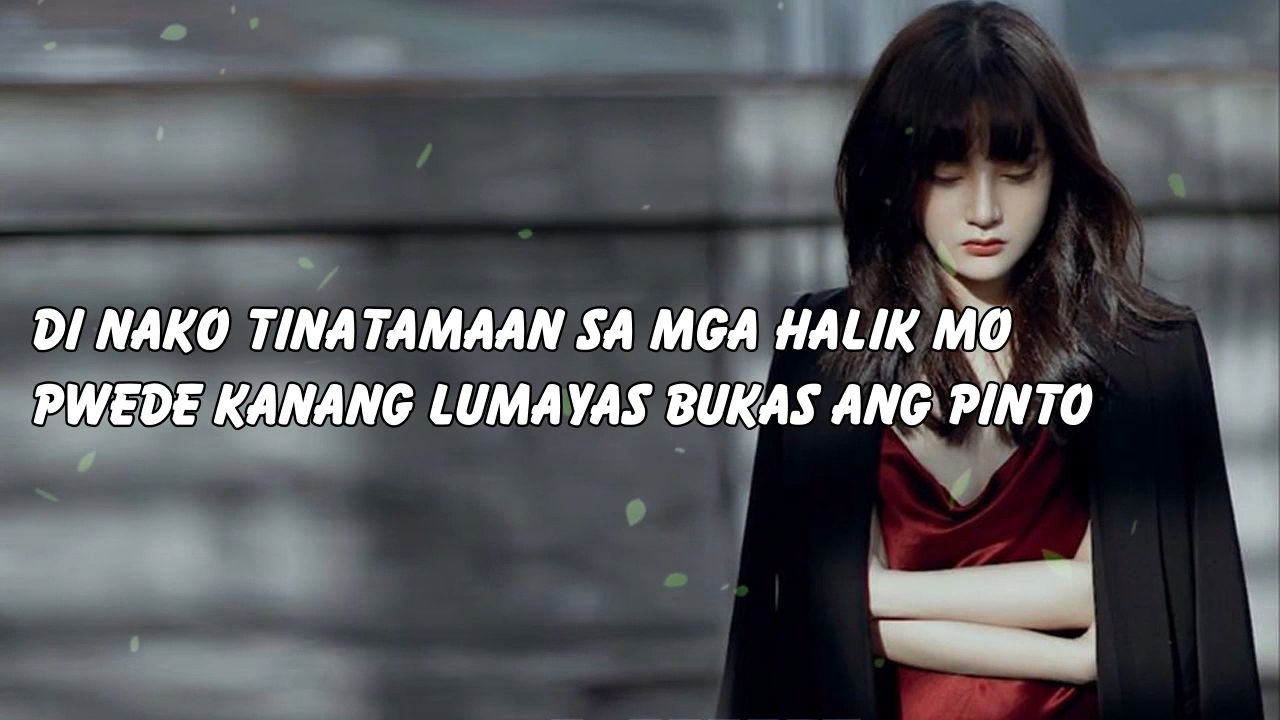 DI NAKO TINATAMAAN SA MGA HALIK MO
PWEDE KANANG LUMAYAS BUKAS ANG PINTO